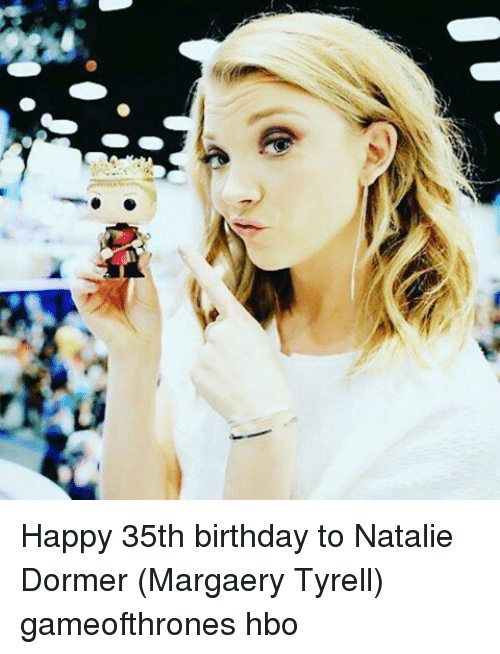 Happy 35th birthday to Natalie
Dormer (Margaery Tyrell)
gameofthrones hbo